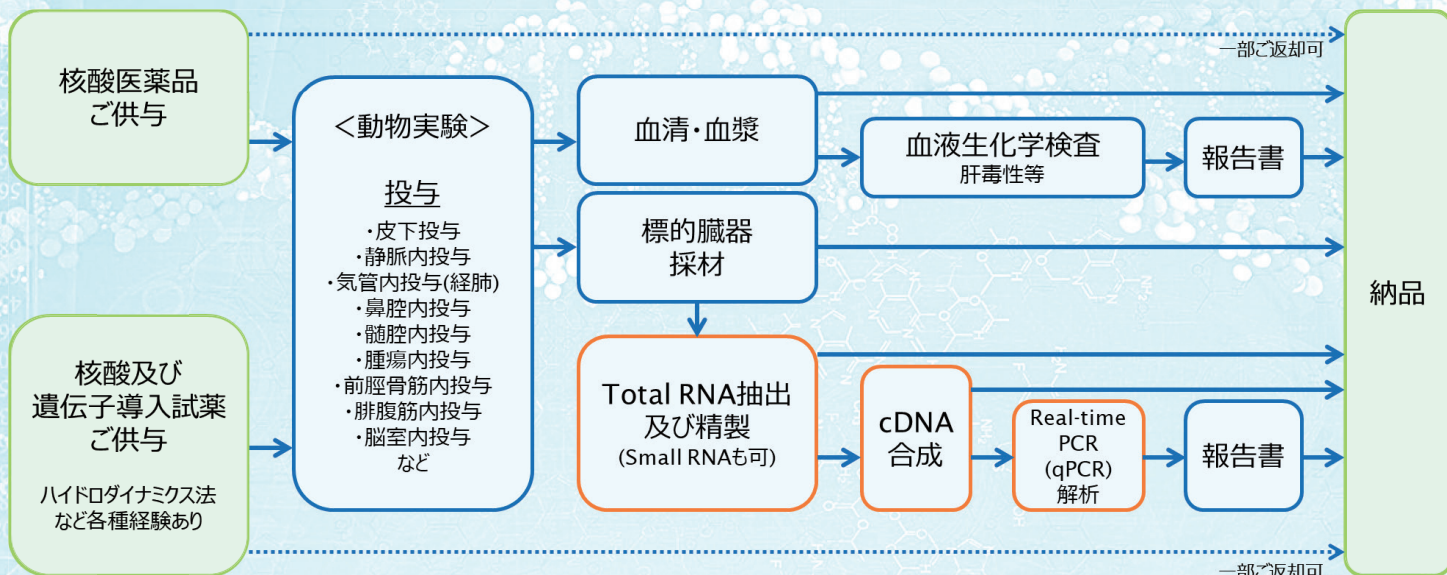 核酸医薬品
ご供与
核酸及び
遺伝子導入試薬
ご供与
ハイドロダイナミクス法
など各種経験あり
<動物実験>
投与
・皮下投与
・静脈内投与
・気管内投与(経肺)
・鼻腔内投与
・髄腔内投与
・腫瘍内投与
・前脛骨筋内投与
・腓腹筋内投与
・脳室内投与
など
血清・血漿
血液生化学検査
肝毒性等
報告書
標的臓器
採材
Total RNA抽出
及び精製
(Small RNAも可)
cDNA
合成
Real-time
PCR
(qPCR)
解析
報告書
一部ご返却可
一部ご返却可
納品